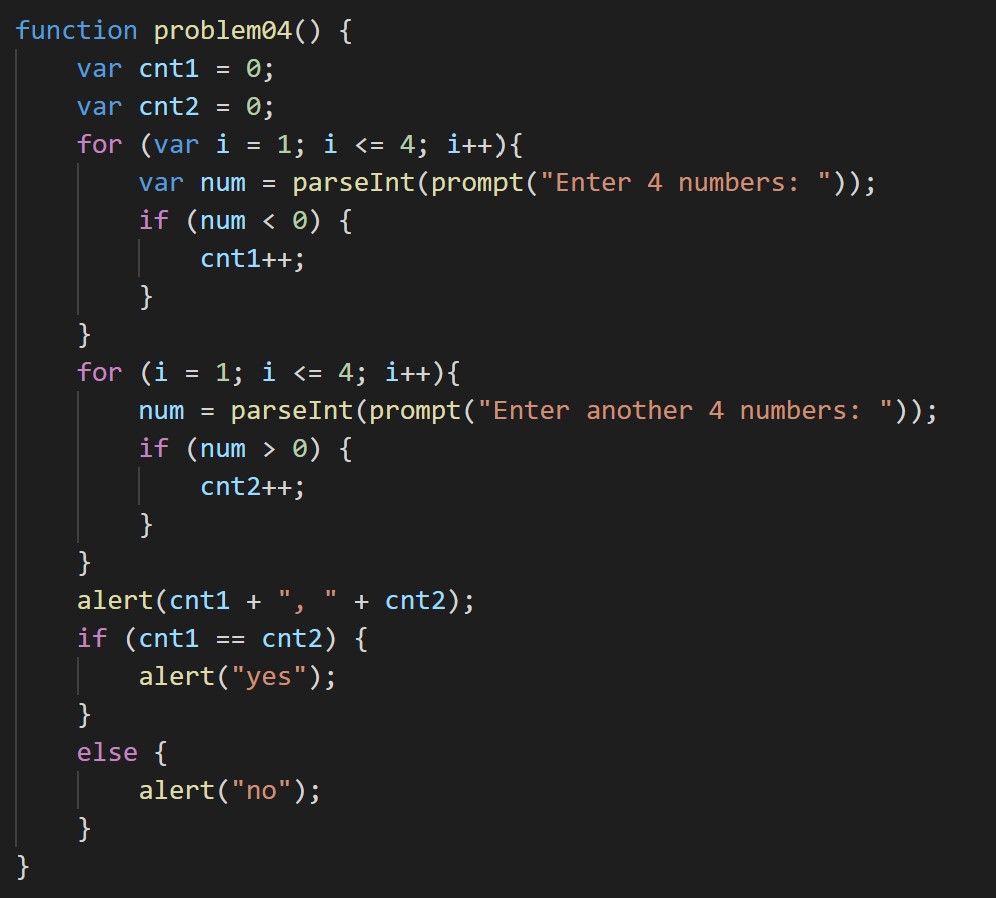 function problem04() {
    var cnt1 = 0;
    var cnt2 = 0;
    for (var i = 1; i <= 4; i++){
        var num = parseInt(prompt("Enter 4 numbers: "));
        if (num < 0) {
            cnt1++;
        }
    }
    for (i = 1; i <= 4; i++){
        num = parseInt(prompt("Enter another 4 numbers: "));
        if (num > 0) {
            cnt2++;
        }
    }
    alert(cnt1 + ", " + cnt2);
    if (cnt1 == cnt2) {
        alert("yes");
    }
    else {
        alert("no");
    }
}